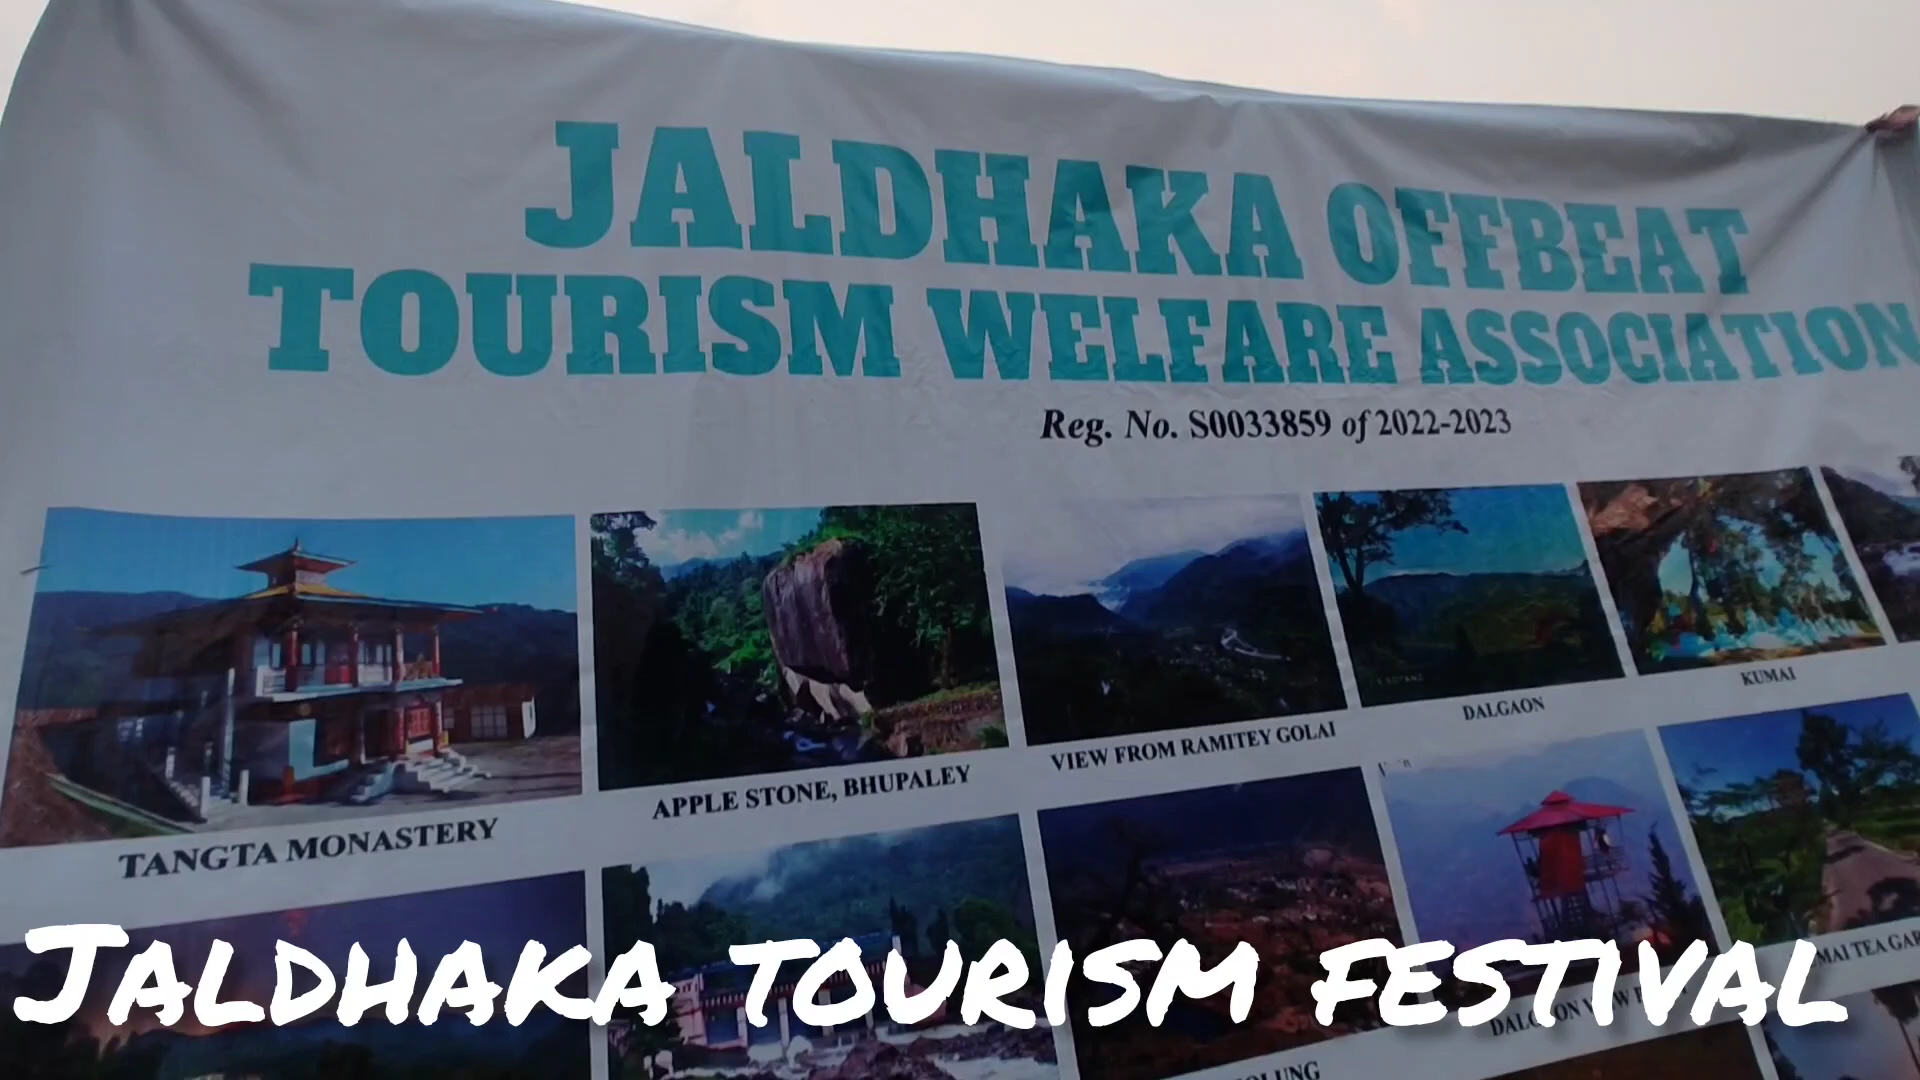 JALDHAKA OFFBEAT
TOURISM WELFARE ASSOCIATION
Reg. No. S0033859 of 2022-2023
TANGTA MONASTERY
APPLE STONE, BHUPALEY
VIEW FROM RAMITEY GOLAI
DALGAON
KUMAI
TEA
JALDHAKA TOURISM FESTIVAL